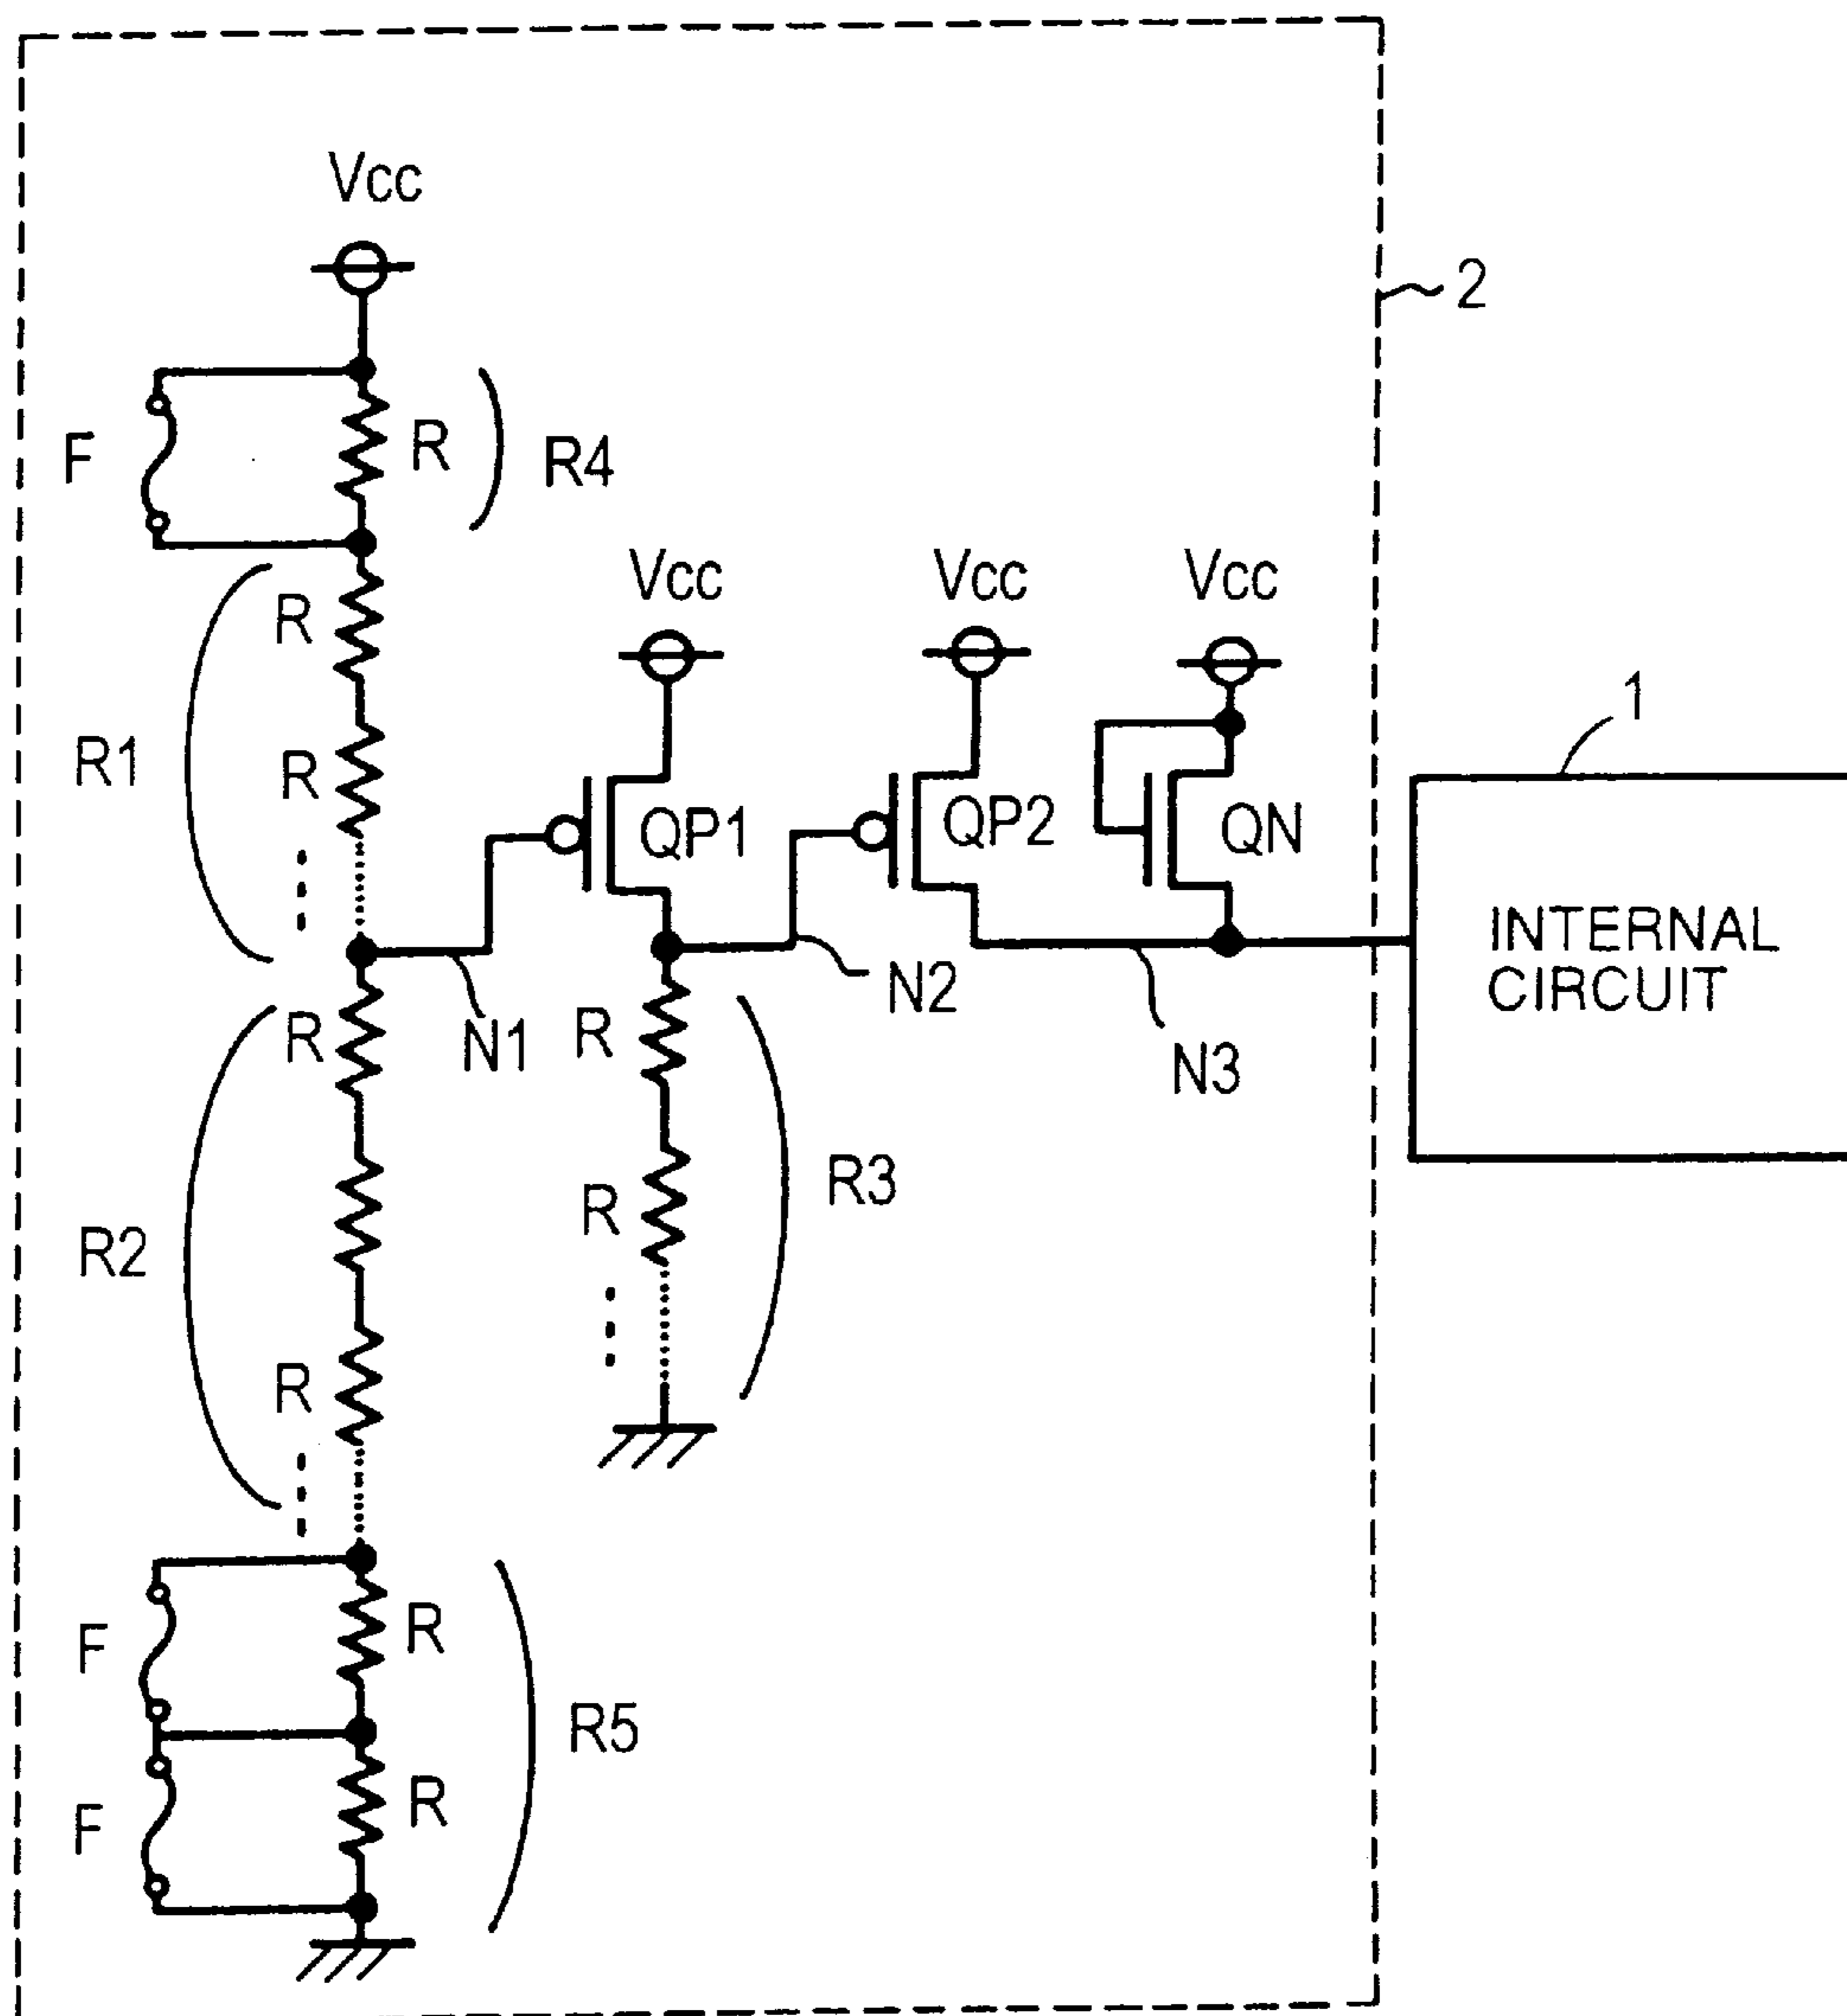 Vcc
2
F
R
R4
R
Vcc
Vcc
Vcc
1
R1
R
QP1
QP2
QN
INTERNAL
CIRCUIT
N2
R
N1
R
N3
R3
R
R2
R
R
F
R5
R
F